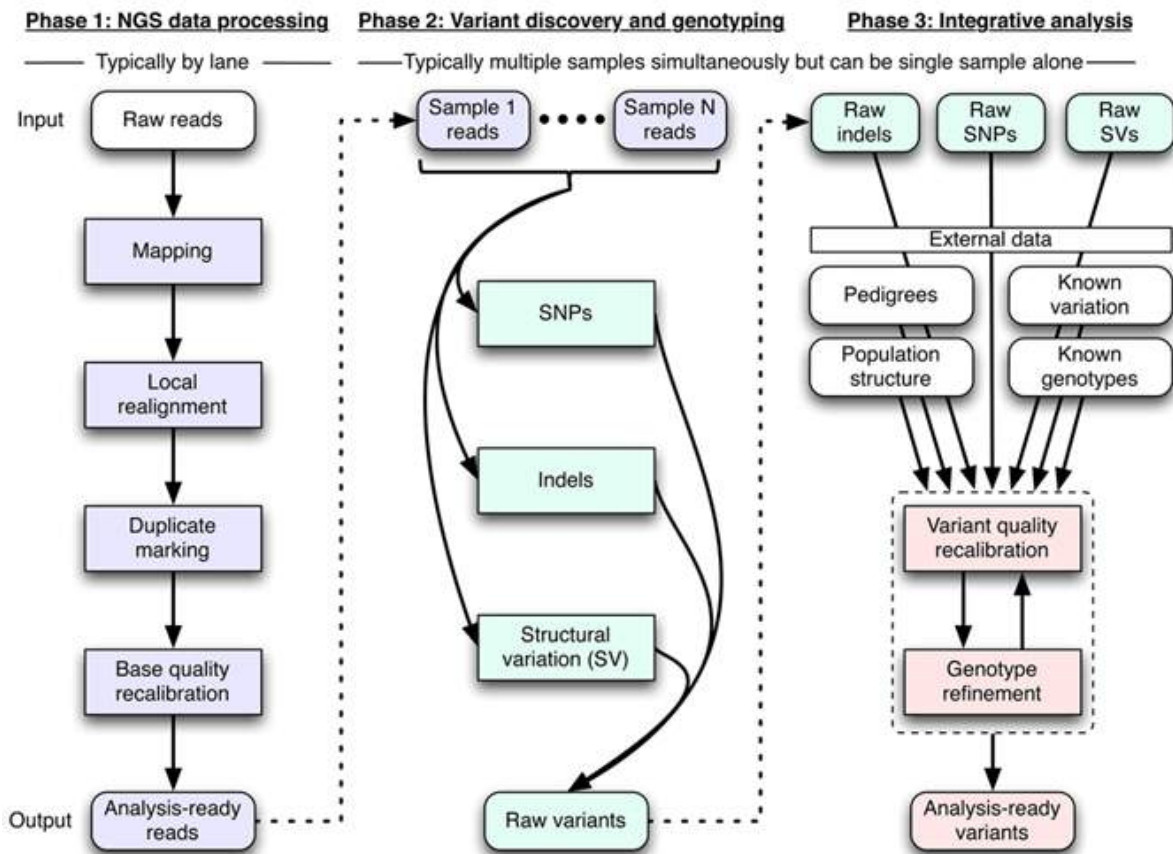 Phase 1: NGS data processing
Typically by lane
Input
Raw reads
Mapping
Local
realignment
Duplicate
marking
Base quality
recalibration
Output
Analysis-ready
reads
Phase 2: Variant discovery and genotyping
Typically multiple samples simultaneously but can be single sample alone
Sample 1
reads
Sample N
reads
SNPs
Indels
Structural
variation (SV)
Raw variants
Phase 3: Integrative analysis
Raw
indels
Raw
SNPs
Raw
SVs
External data
Pedigrees
Known
variation
Population
structure
Known
genotypes
Variant quality
recalibration
Genotype
refinement
Analysis-ready
variants